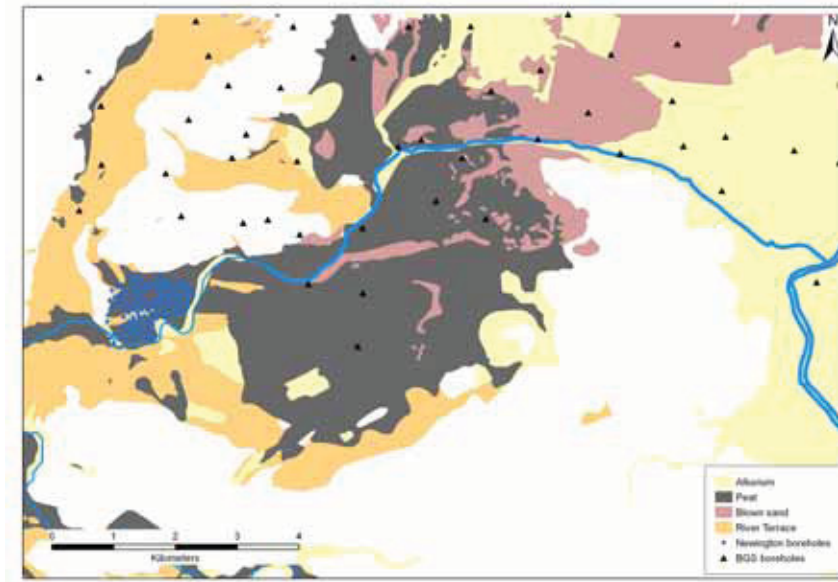 N
Alluvium
Peat
Blown sand
River Terrace
Newington boreholes
BGS boreholes
0 1 2 3 4
Kilometers